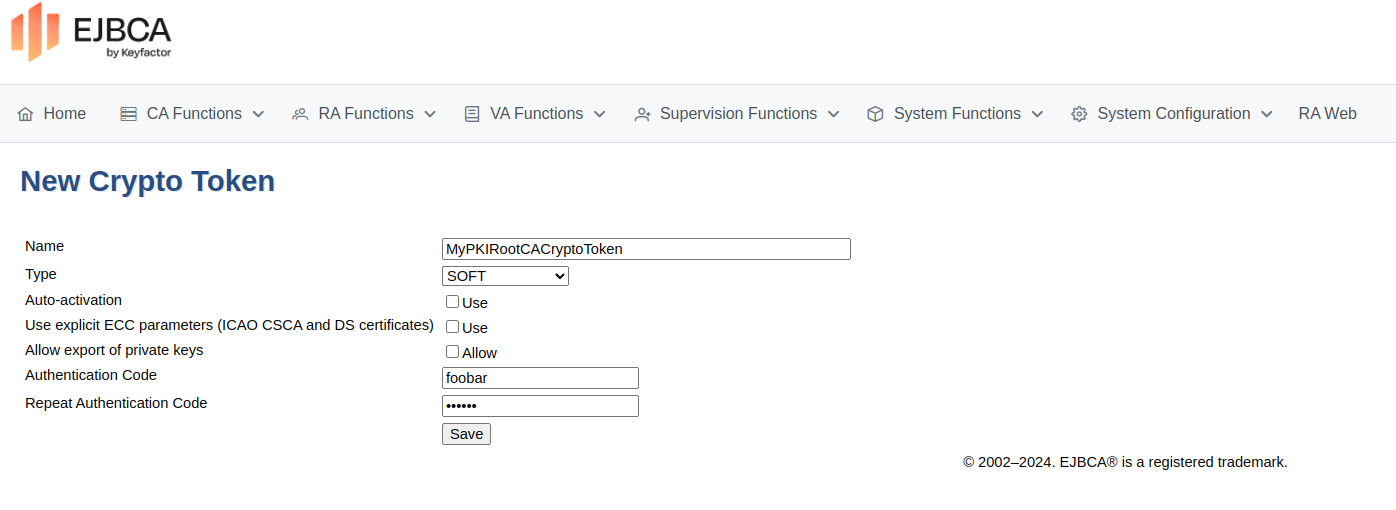 EJBCA
by Keyfactor
Home CA Functions RA Functions VA Functions Supervision Functions System Functions System Configuration RA Web
New Crypto Token
Name MyPKIRootCACryptoToken
Type SOFT
Auto-activation Use
Use explicit ECC parameters (ICAO CSCA and DS certificates) Use
Allow export of private keys Allow
Authentication Code foobar
Repeat Authentication Code ••••••
Save
© 2002–2024. EJBCA® is a registered trademark.